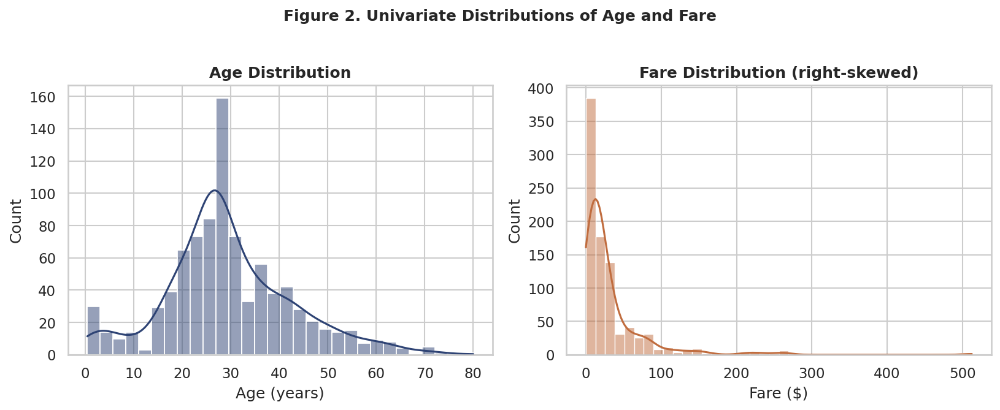 Figure 2. Univariate Distributions of Age and Fare
Age Distribution
Count
160
140
120
100
80
60
40
20
0
0 10 20 30 40 50 60 70 80
Age (years)
Fare Distribution (right-skewed)
Count
400
350
300
250
200
150
100
50
0
0 100 200 300 400 500
Fare ($)